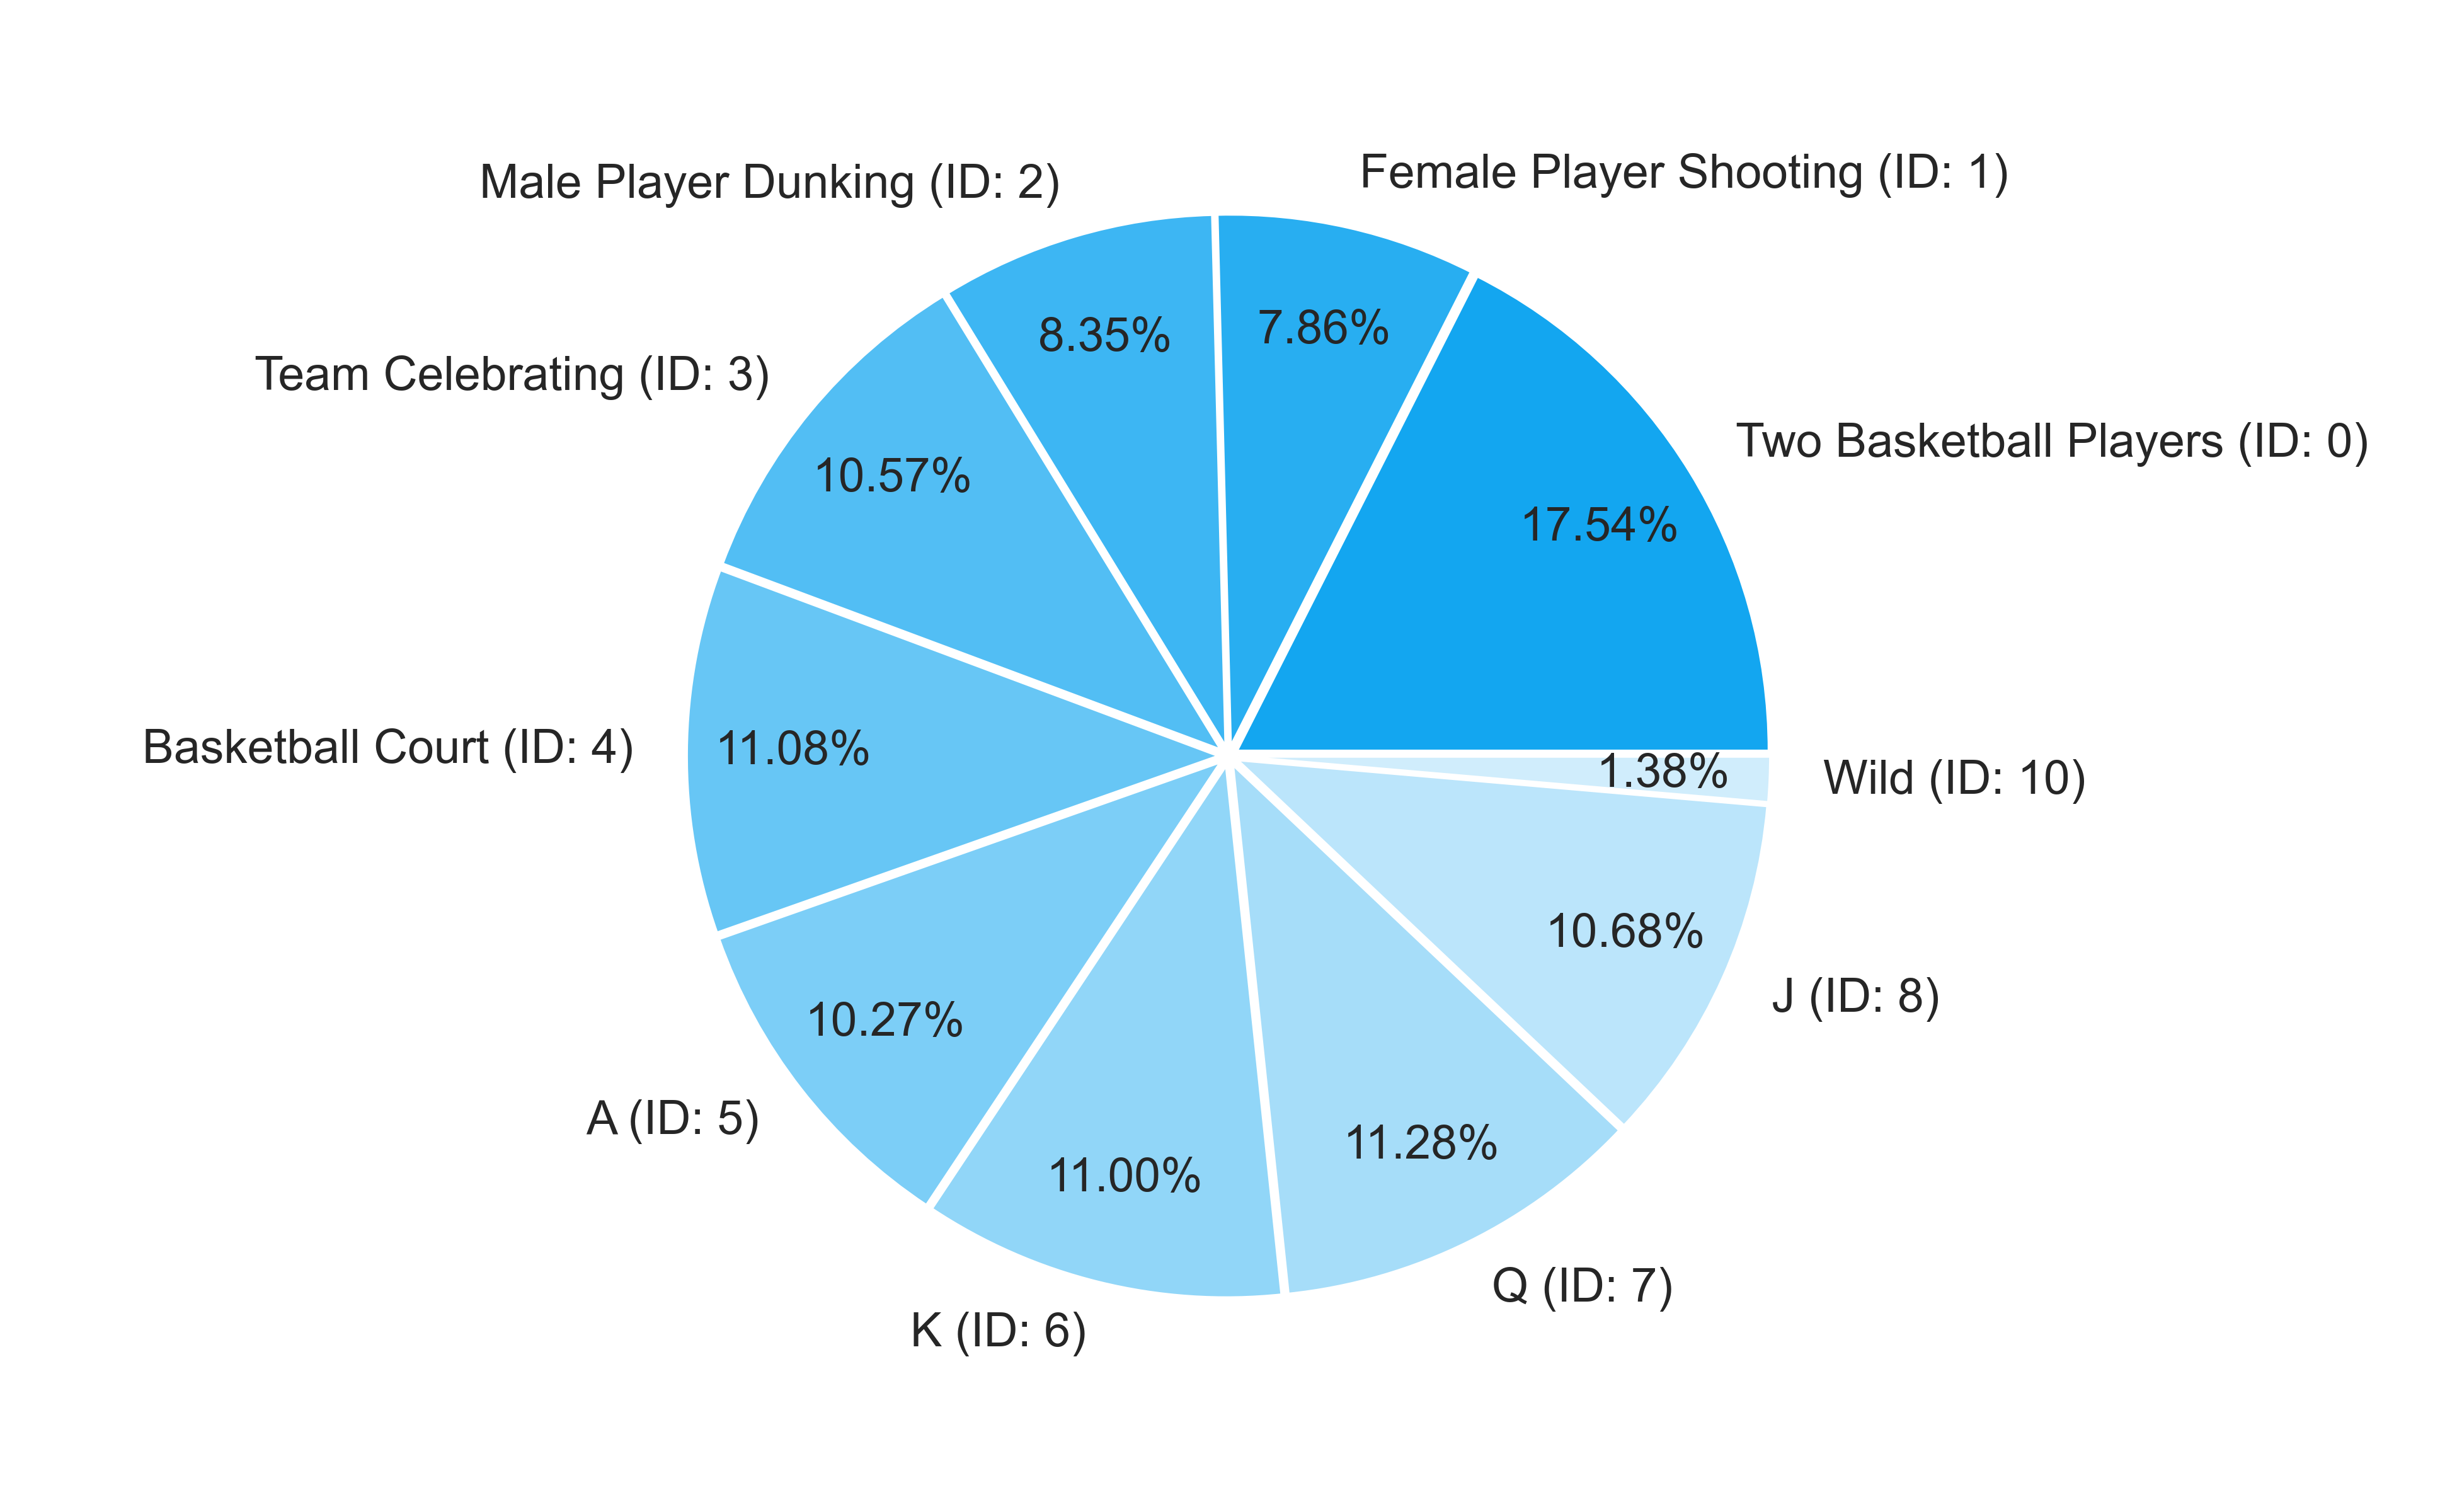 Female Player Shooting (ID: 1)
Male Player Dunking (ID: 2)
7.86%
8.35%
Team Celebrating (ID: 3)
Two Basketball Players (ID: 0)
10.57%
17.54%
Basketball Court (ID: 4)
11.08%
1.38%
Wild (ID: 10)
10.68%
J (ID: 8)
10.27%
A (ID: 5)
11.28%
11.00%
Q (ID: 7)
K (ID: 6)